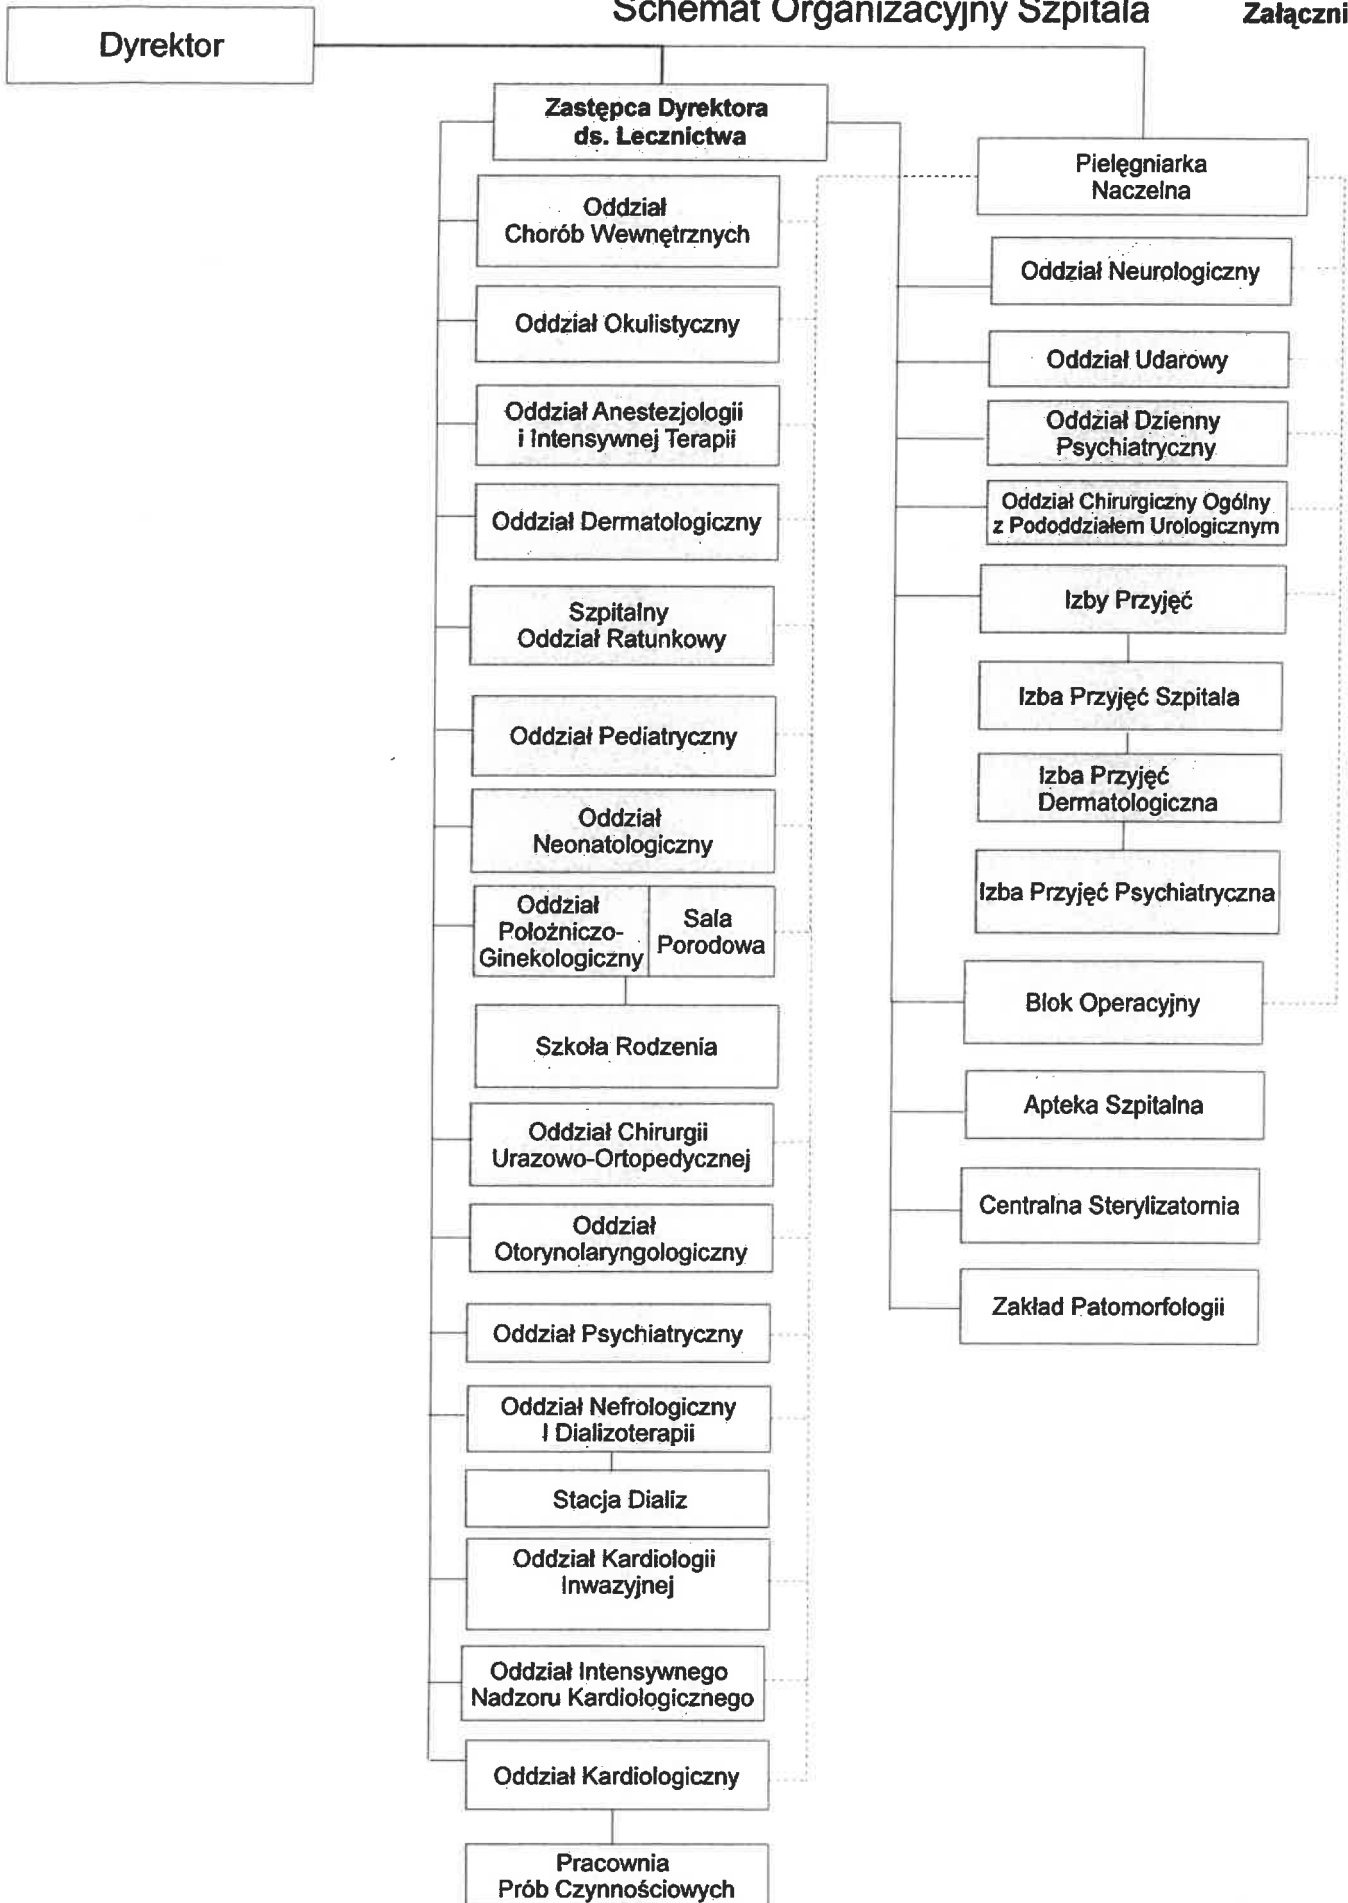 Schemat Organizacyjny Szpitala
Załączni
Dyrektor
Zastępca Dyrektora
ds. Lecznictwa
Oddział
Chorób Wewnętrznych
Oddział Okulistyczny
Oddział Anestezjologii
i Intensywnej Terapii
Oddział Dermatologiczny
Szpitalny
Oddział Ratunkowy
Oddział Pediatryczny
Oddział
Neonatologiczny
Oddział
Położniczo-
Ginekologiczny
Sala
Porodowa
Szkoła Rodzenia
Oddział Chirurgii
Urazowo-Ortopedycznej
Oddział
Otorynolaryngologiczny
Oddział Psychiatryczny
Oddział Nefrologiczny
I Dializoterapii
Stacja Dializ
Oddział Kardiologii
Inwazyjnej
Oddział Intensywnego
Nadzoru Kardiologicznego
Oddział Kardiologiczny
Pracownia
Prób Czynnościowych
Pielęgniarka
Naczelna
Oddział Neurologiczny
Oddział Udarowy
Oddział Dzienny
Psychiatryczny
Oddział Chirurgiczny Ogólny
z Pododdziałem Urologicznym
Izby Przyjęć
Izba Przyjęć Szpitala
Izba Przyjęć
Dermatologiczna
Izba Przyjęć Psychiatryczna
Blok Operacyjny
Apteka Szpitalna
Centralna Sterylizatornia
Zakład Patomorfologii